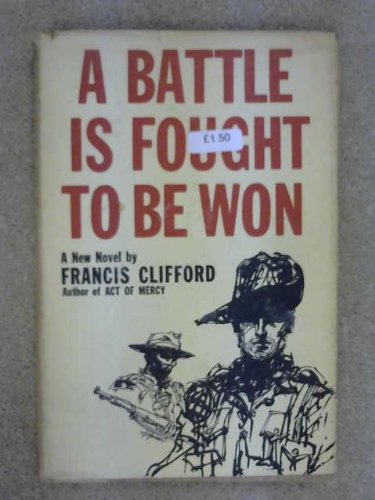 A BATTLE
IS FOUGHT
£1.50
TO BE WON
A New Novel by
FRANCIS CLIFFORD
Author of ACT OF MERCY